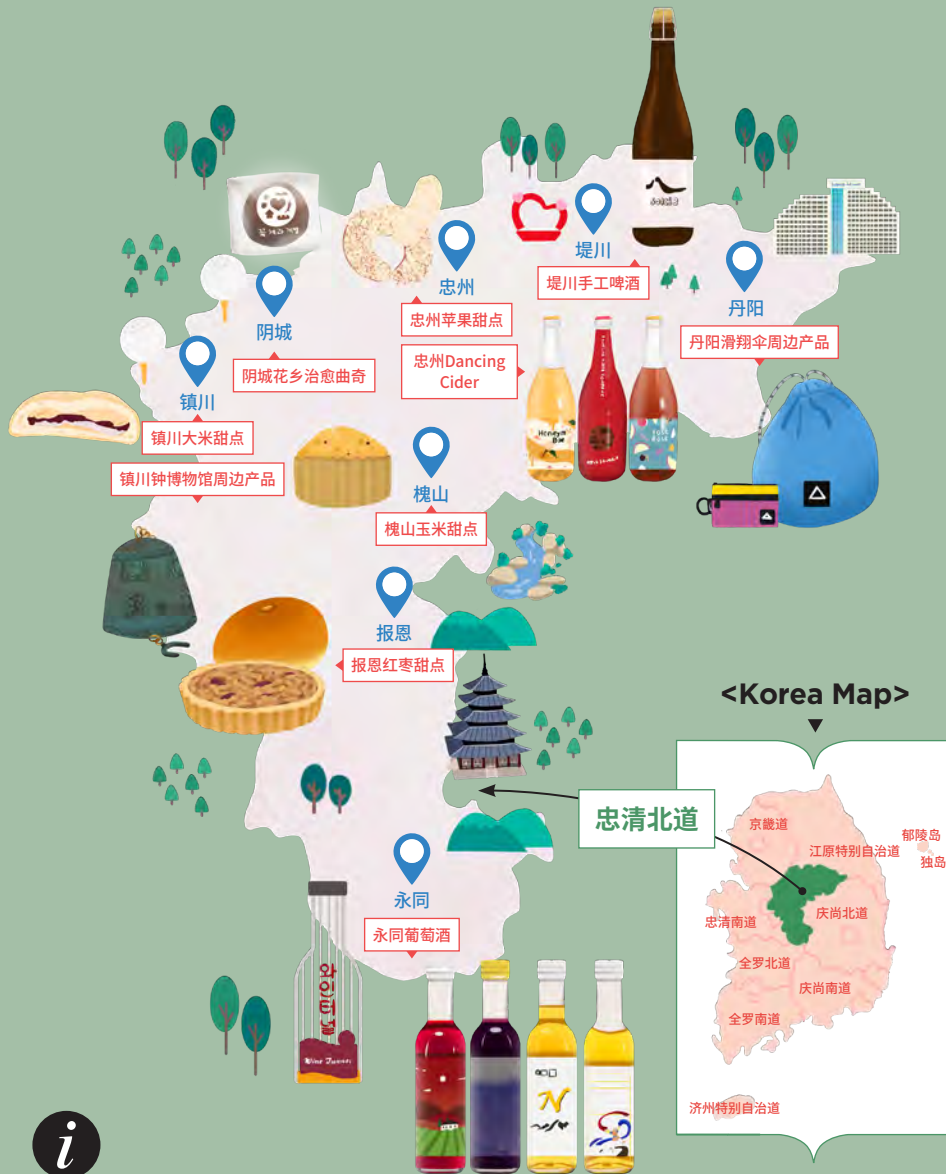 堤川
堤川手工啤酒
忠州
忠州苹果甜点
忠州Dancing
Cider
丹阳
丹阳滑翔伞周边产品
阴城
阴城花乡治愈曲奇
镇川
镇川大米甜点
镇川钟博物馆周边产品
槐山
槐山玉米甜点
报恩
报恩红枣甜点
永同
永同葡萄酒
와인터널
Wine Tunnel
N
<Korea Map>
忠清北道
京畿道
江原特别自治道
郁陵岛
独岛
忠清南道
庆尚北道
全罗北道
庆尚南道
全罗南道
济州特别自治道
i